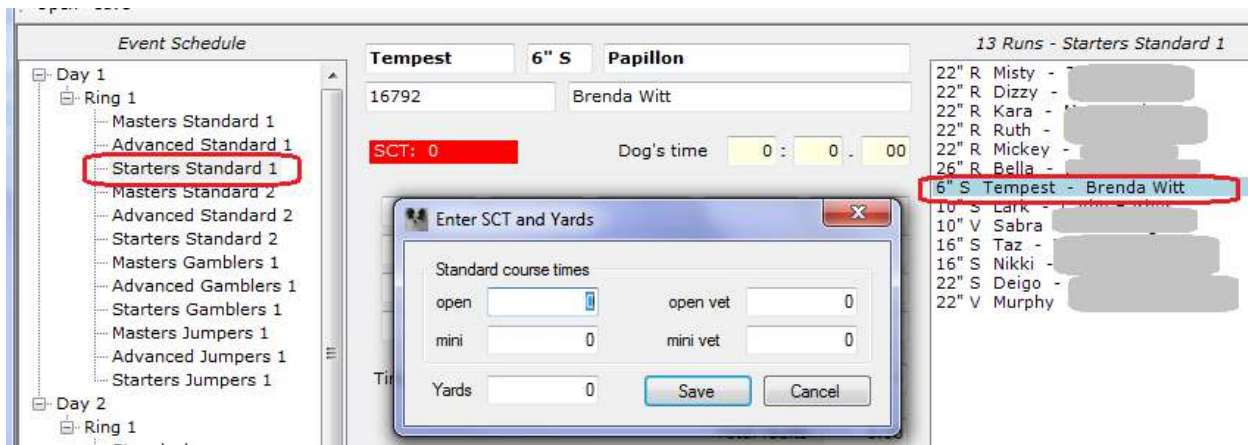 Event Schedule
Day 1
Ring 1
Masters Standard 1
Advanced Standard 1
Starters Standard 1
Masters Standard 2
Advanced Standard 2
Starters Standard 2
Masters Gamblers 1
Advanced Gamblers 1
Starters Gamblers 1
Masters Jumpers 1
Advanced Jumpers 1
Starters Jumpers 1
Day 2
Ring 1
Tempest 6" S Papillon
16792 Brenda Witt
SCT: 0 Dog's time 0 : 0 . 00
Enter SCT and Yards
Standard course times
open 0 open vet 0
mini 0 mini vet 0
Yards 0 Save Cancel
13 Runs - Starters Standard 1
22" R Misty -
22" R Dizzy -
22" R Kara -
22" R Ruth -
22" R Mickey -
26" R Bella -
6" S Tempest - Brenda Witt
10" S Lark -
10" V Sabra
16" S Taz -
16" S Nikki -
22" S Deigo -
22" V Murphy